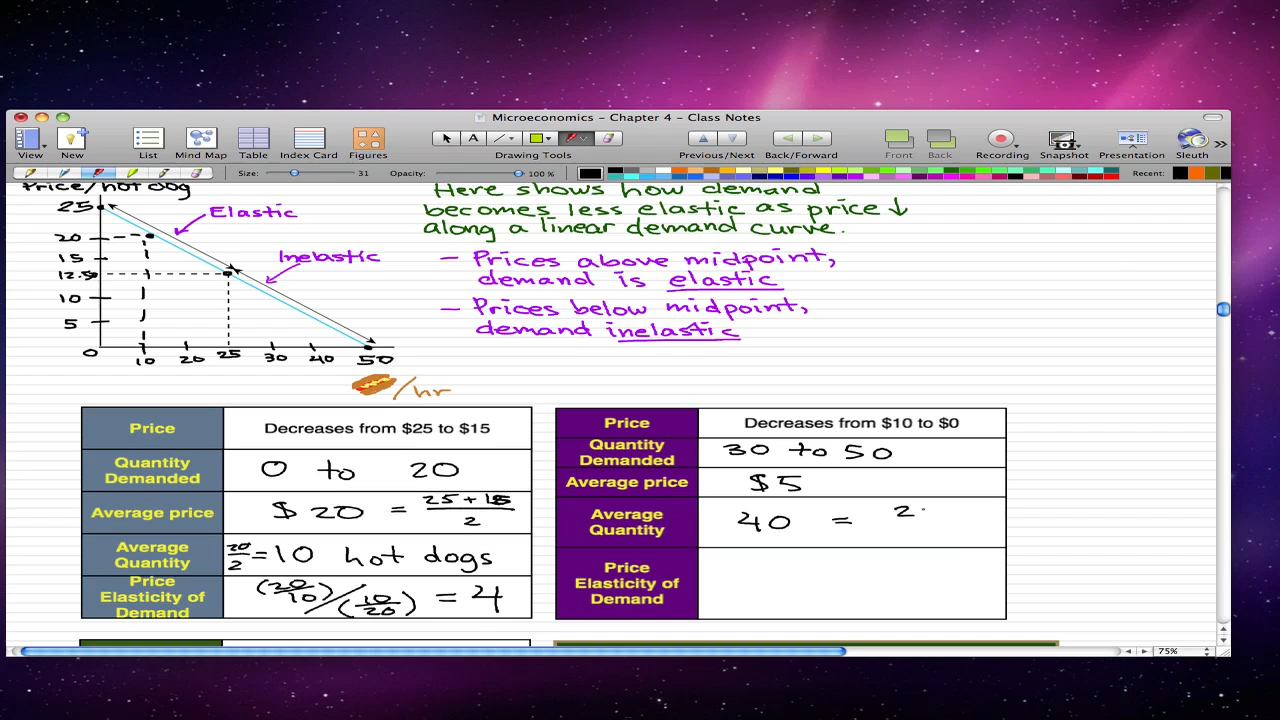 Microeconomics - Chapter 4 - Class Notes
View New List Mind Map Table Index Card Figures Drawing Tools Previous/Next Back/Forward Front Back Recording Snapshot Presentation Sleuth
Size: 31 Opacity: 100 % Recent:
Price/hot dog
25
20
15
12.5
10
5
0
10 20 25 30 40 50
Elastic
Inelastic
/hr
Here shows how demand
becomes less elastic as price ↓
along a linear demand curve.
- Prices above midpoint,
demand is elastic
- Prices below midpoint,
demand inelastic
Price Decreases from $25 to $15
Quantity Demanded 0 to 20
Average price $20 = 25+15/2
Average Quantity 20/2 = 10 hot dogs
Price Elasticity of Demand (20/10)/(10/20) = 4
Price Decreases from $10 to $0
Quantity Demanded 30 to 50
Average price $5
Average Quantity 40 = 2
Price Elasticity of Demand
75%